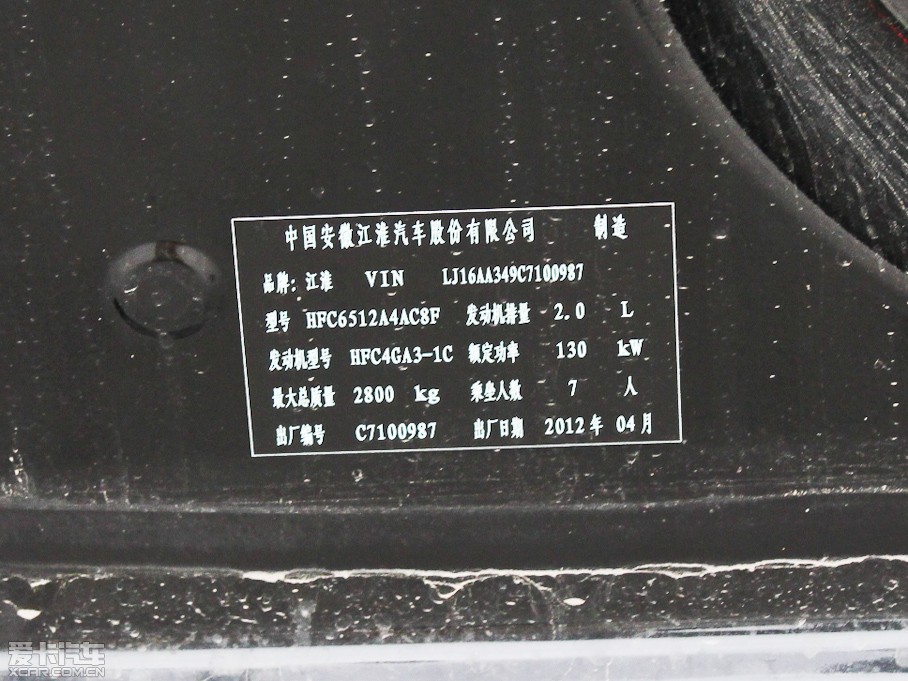 中国安徽江淮汽车股份有限公司 制造
品牌: 江淮 VIN LJ16AA349C7100987
型号 HFC6512A4AC8F 发动机排量 2.0 L
发动机型号 HFC4GA3-1C 额定功率 130 kW
最大总质量 2800 kg 乘坐人数 7 人
出厂编号 C7100987 出厂日期 2012 年 04 月
爱卡汽车
XCAR.COM.CN